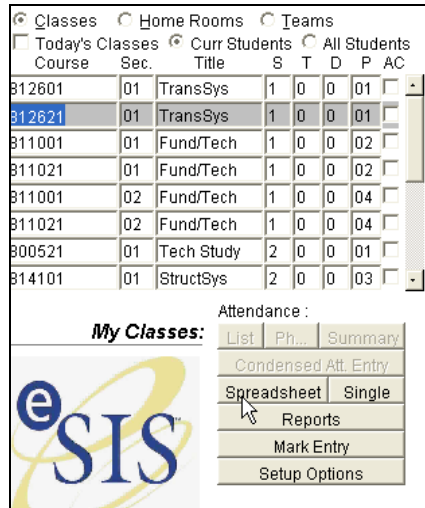 Classes Home Rooms Teams
Today's Classes Curr Students All Students
Course Sec. Title S T D P AC
812601 01 TransSys 1 0 0 01
812621 01 TransSys 1 0 0 01
811001 01 Fund/Tech 1 0 0 02
811021 01 Fund/Tech 1 0 0 02
811001 02 Fund/Tech 1 0 0 04
811021 02 Fund/Tech 1 0 0 04
800521 01 Tech Study 2 0 0 01
814101 01 StructSys 2 0 0 03
Attendance :
My Classes: List Ph... Summary
Condensed Att. Entry
Spreadsheet Single
Reports
Mark Entry
Setup Options
eSIS™